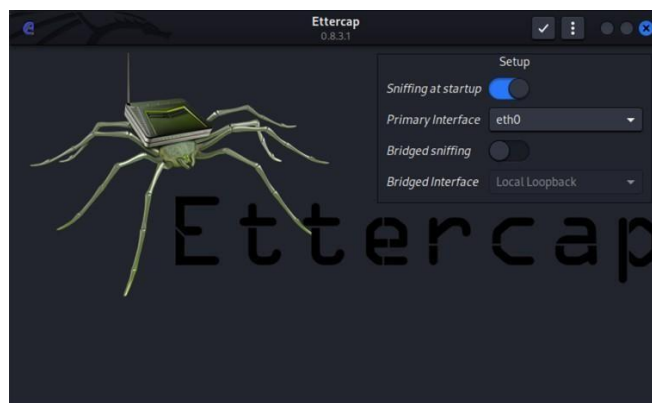 Ettercap
0.8.3.1
Setup
Sniffing at startup
Primary Interface eth0
Bridged sniffing
Bridged Interface Local Loopback
Ettercap